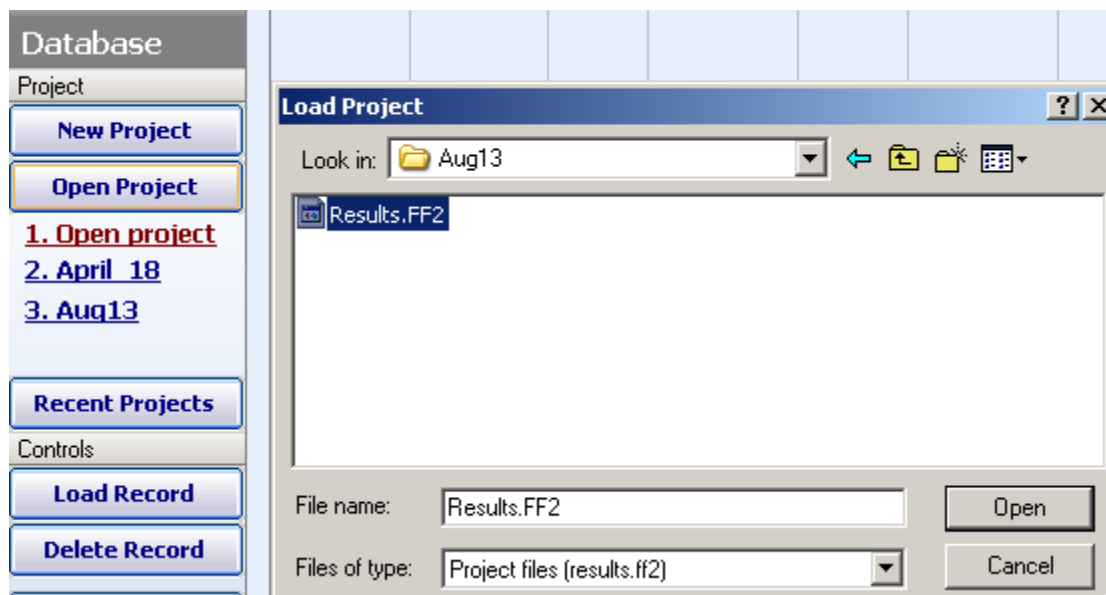 Database
Project
New Project
Open Project
1. Open project
2. April_18
3. Aug13
Recent Projects
Controls
Load Record
Delete Record
Load Project
Look in: Aug13
Results.FF2
File name: Results.FF2
Open
Files of type: Project files (results.ff2)
Cancel